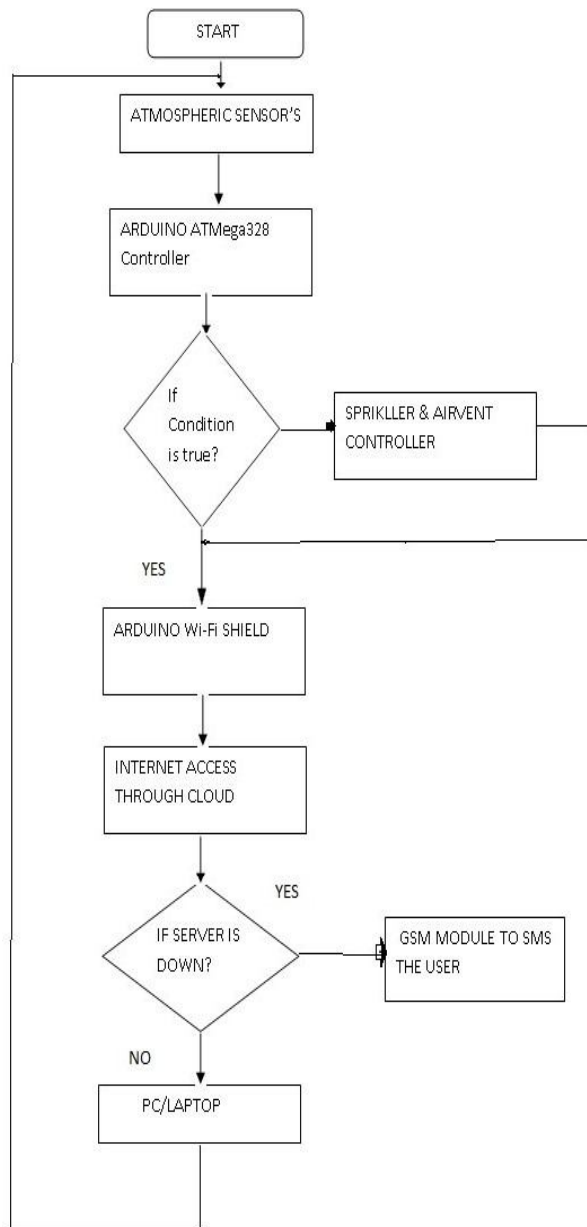 START
ATMOSPHERIC SENSOR'S
ARDUINO ATMega328
Controller
If
Condition
is true?
SPRIKLLER & AIRVENT
CONTROLLER
YES
ARDUINO Wi-Fi SHIELD
INTERNET ACCESS
THROUGH CLOUD
YES
IF SERVER IS
DOWN?
GSM MODULE TO SMS
THE USER
NO
PC/LAPTOP